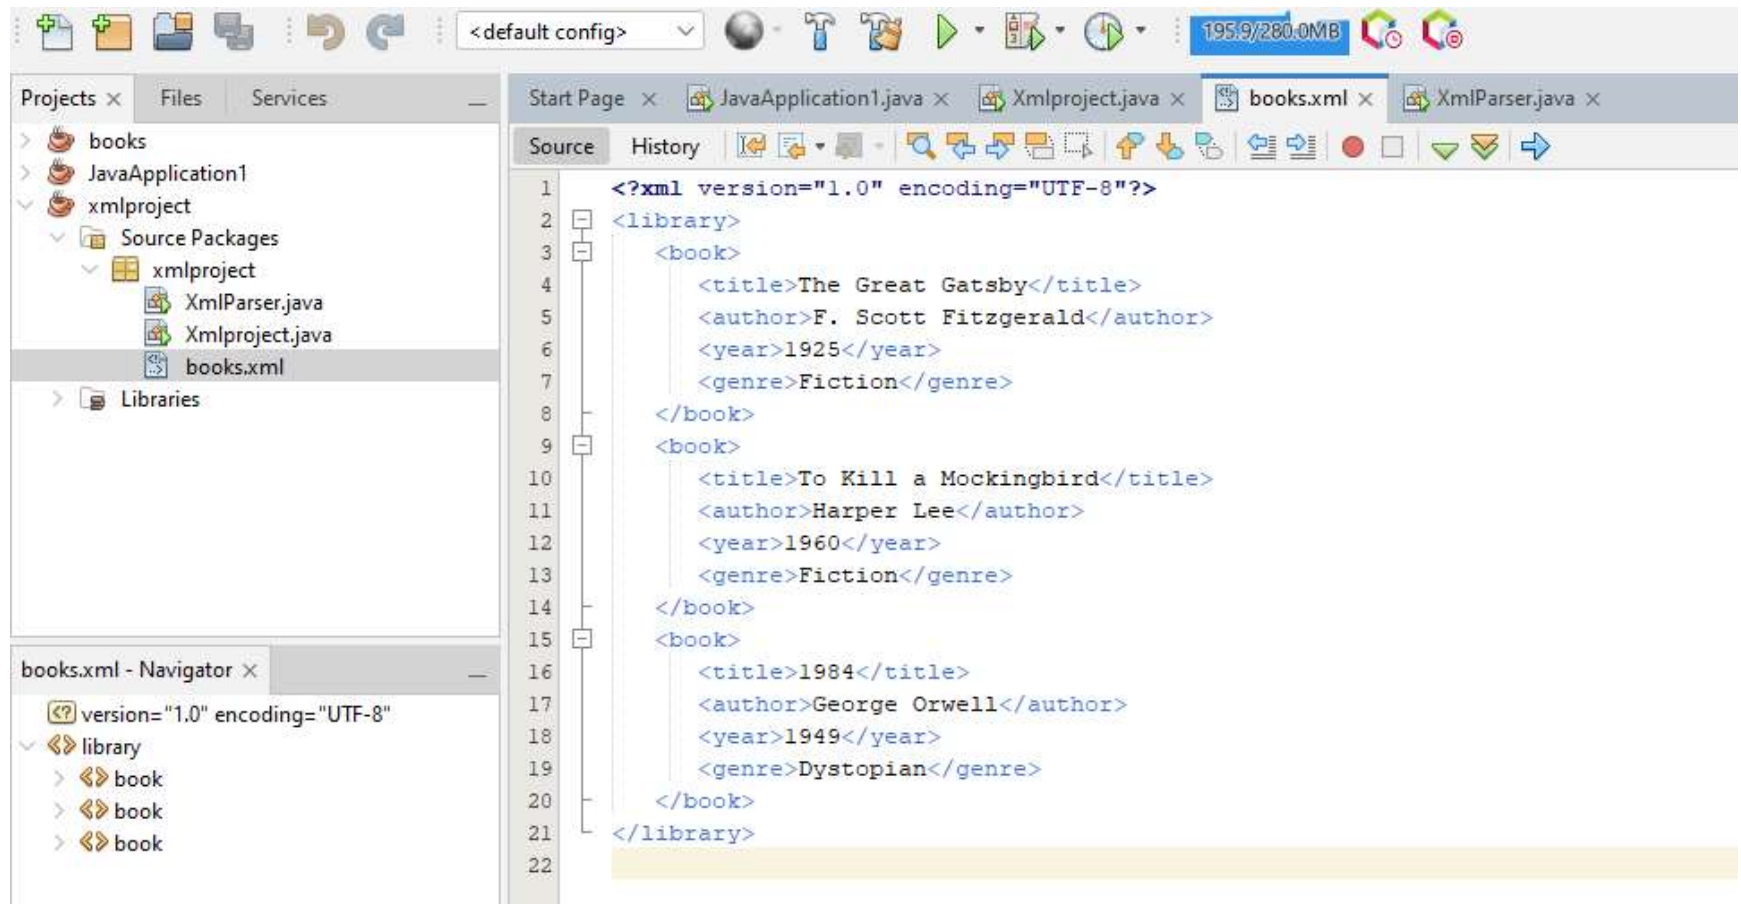 <default config>
195.9/280.0MB
Projects Files Services
books
JavaApplication1
xmlproject
Source Packages
xmlproject
XmlParser.java
Xmlproject.java
books.xml
Libraries
books.xml - Navigator
version="1.0" encoding="UTF-8"
library
book
book
book
Start Page JavaApplication1.java Xmlproject.java books.xml XmlParser.java
Source History
1 <?xml version="1.0" encoding="UTF-8"?>
2 <library>
3 <book>
4 <title>The Great Gatsby</title>
5 <author>F. Scott Fitzgerald</author>
6 <year>1925</year>
7 <genre>Fiction</genre>
8 </book>
9 <book>
10 <title>To Kill a Mockingbird</title>
11 <author>Harper Lee</author>
12 <year>1960</year>
13 <genre>Fiction</genre>
14 </book>
15 <book>
16 <title>1984</title>
17 <author>George Orwell</author>
18 <year>1949</year>
19 <genre>Dystopian</genre>
20 </book>
21 </library>
22